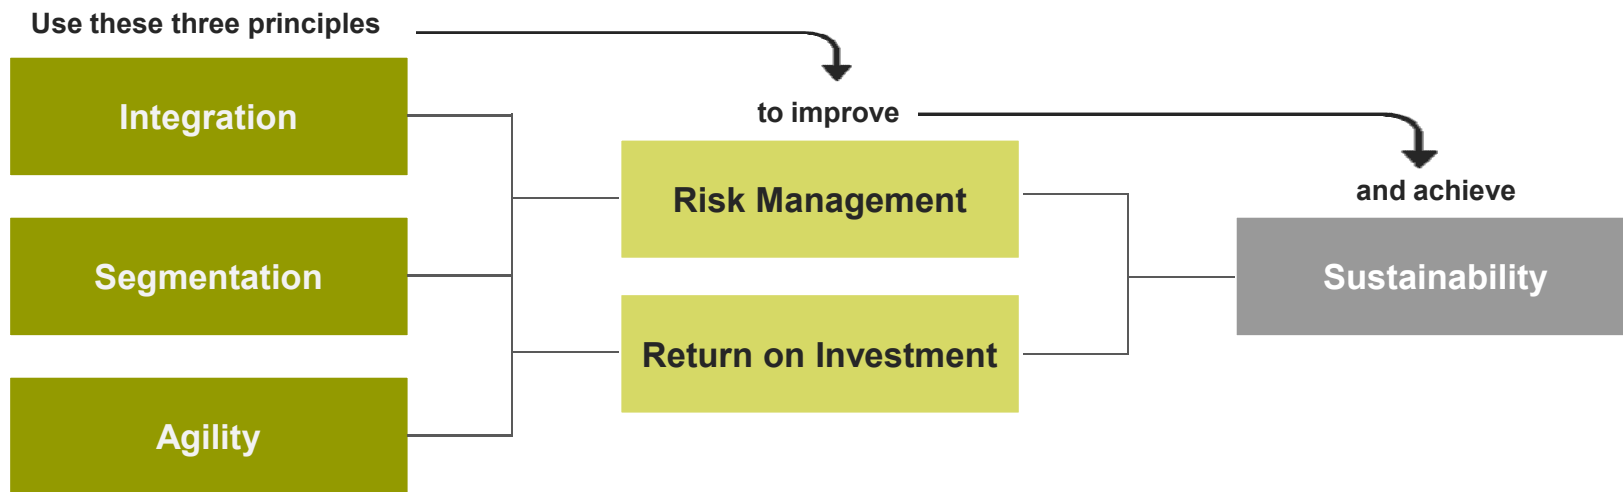 Use these three principles
Integration
Segmentation
Agility
to improve
Risk Management
Return on Investment
and achieve
Sustainability